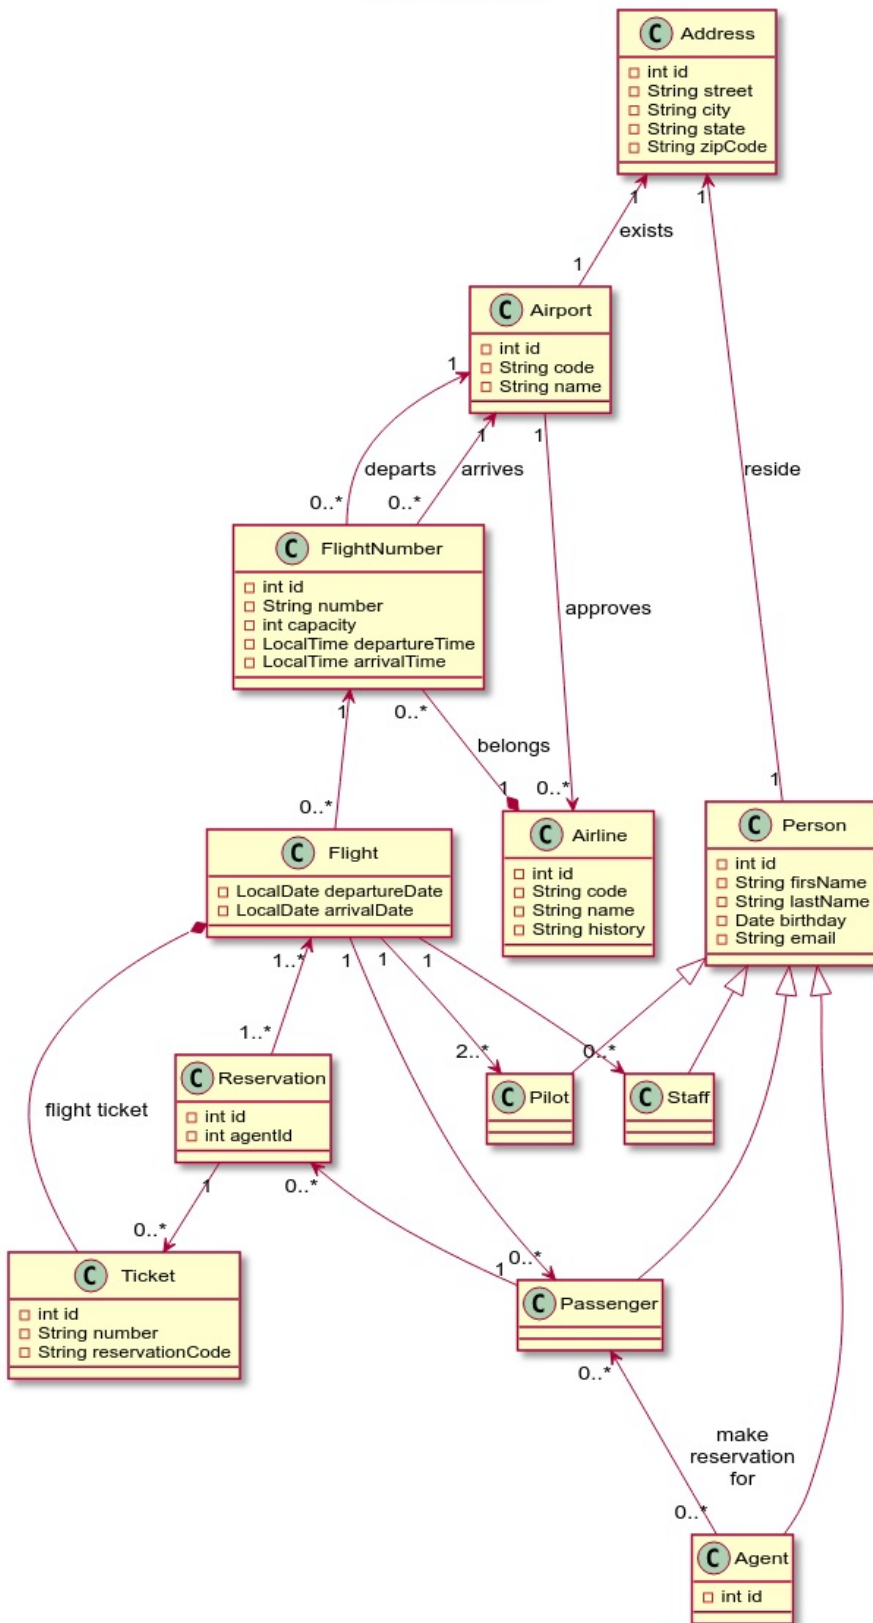 C Address
int id
String street
String city
String state
String zipCode
1 1
exists
1
C Airport
int id
String code
String name
1
1 1
departs arrives reside
0..* 0..*
C FlightNumber
int id
String number
int capacity
LocalTime departureTime
LocalTime arrivalTime
approves
1 0..*
belongs
0..* 1 0..* 1
C Flight
LocalDate departureDate
LocalDate arrivalDate
C Airline
int id
String code
String name
String history
C Person
int id
String firsName
String lastName
Date birthday
String email
1..* 1 1 1
1..* 2..* 0..*
C Reservation
int id
int agentId
C Pilot
C Staff
flight ticket
1 0..*
0..* 1 0..*
C Ticket
int id
String number
String reservationCode
C Passenger
0..*
make
reservation
for
0..*
C Agent
int id